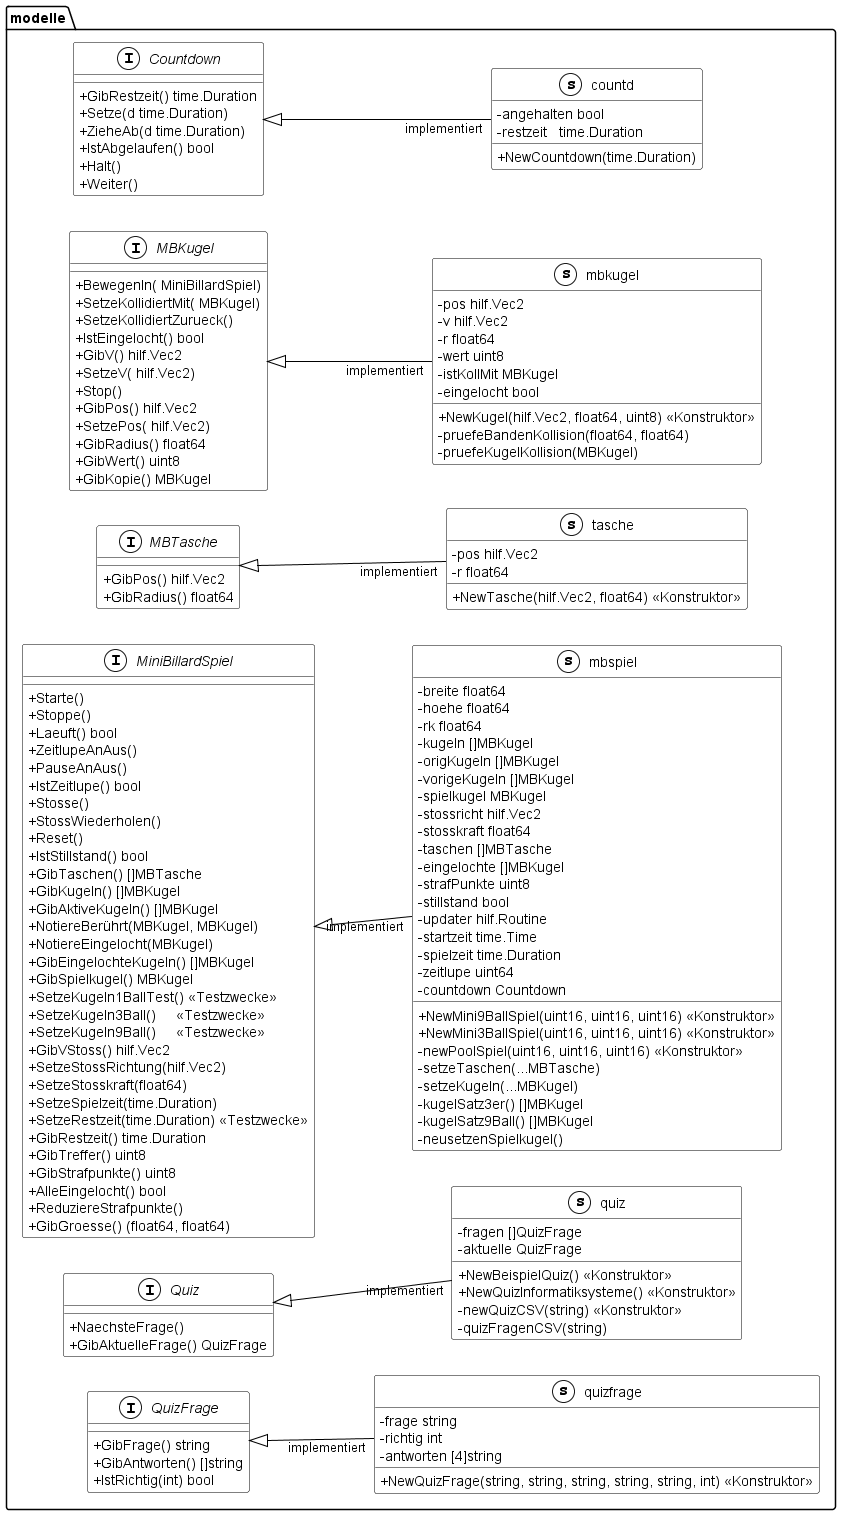 modelle
I Countdown
+GibRestzeit() time.Duration
+Setze(d time.Duration)
+ZieheAb(d time.Duration)
+IstAbgelaufen() bool
+Halt()
+Weiter()
implementiert
s countd
-angehalten bool
-restzeit time.Duration
+NewCountdown(time.Duration)
I MBKugel
+BewegenIn( MiniBillardSpiel)
+SetzeKollidiertMit( MBKugel)
+SetzeKollidiertZurueck()
+IstEingelocht() bool
+GibV() hilf.Vec2
+SetzeV( hilf.Vec2)
+Stop()
+GibPos() hilf.Vec2
+SetzePos( hilf.Vec2)
+GibRadius() float64
+GibWert() uint8
+GibKopie() MBKugel
implementiert
s mbkugel
-pos hilf.Vec2
-v hilf.Vec2
-r float64
-wert uint8
-istKollMit MBKugel
-eingelocht bool
+NewKugel(hilf.Vec2, float64, uint8) «Konstruktor»
-pruefeBandenKollision(float64, float64)
-pruefeKugelKollision(MBKugel)
I MBTasche
+GibPos() hilf.Vec2
+GibRadius() float64
implementiert
s tasche
-pos hilf.Vec2
-r float64
+NewTasche(hilf.Vec2, float64) «Konstruktor»
I MiniBillardSpiel
+Starte()
+Stoppe()
+Laeuft() bool
+ZeitlupeAnAus()
+PauseAnAus()
+IstZeitlupe() bool
+Stosse()
+StossWiederholen()
+Reset()
+IstStillstand() bool
+GibTaschen() []MBTasche
+GibKugeln() []MBKugel
+GibAktiveKugeln() []MBKugel
+NotiereBerührt(MBKugel, MBKugel)
+NotiereEingelocht(MBKugel)
+GibEingelochteKugeln() []MBKugel
+GibSpielkugel() MBKugel
+SetzeKugeln1BallTest() «Testzwecke»
+SetzeKugeln3Ball() «Testzwecke»
+SetzeKugeln9Ball() «Testzwecke»
+GibVStoss() hilf.Vec2
+SetzeStossRichtung(hilf.Vec2)
+SetzeStosskraft(float64)
+SetzeSpielzeit(time.Duration)
+SetzeRestzeit(time.Duration) «Testzwecke»
+GibRestzeit() time.Duration
+GibTreffer() uint8
+GibStrafpunkte() uint8
+AlleEingelocht() bool
+ReduziereStrafpunkte()
+GibGroesse() (float64, float64)
implementiert
s mbspiel
-breite float64
-hoehe float64
-rk float64
-kugeln []MBKugel
-origKugeln []MBKugel
-vorigeKugeln []MBKugel
-spielkugel MBKugel
-stossricht hilf.Vec2
-stosskraft float64
-taschen []MBTasche
-eingelochte []MBKugel
-strafPunkte uint8
-stillstand bool
-updater hilf.Routine
-startzeit time.Time
-spielzeit time.Duration
-zeitlupe uint64
-countdown Countdown
+NewMini9BallSpiel(uint16, uint16, uint16) «Konstruktor»
+NewMini3BallSpiel(uint16, uint16, uint16) «Konstruktor»
-newPoolSpiel(uint16, uint16, uint16) «Konstruktor»
-setzeTaschen(...MBTasche)
-setzeKugeln(...MBKugel)
-kugelSatz3er() []MBKugel
-kugelSatz9Ball() []MBKugel
-neusetzenSpielkugel()
I Quiz
+NaechsteFrage()
+GibAktuelleFrage() QuizFrage
implementiert
s quiz
-fragen []QuizFrage
-aktuelle QuizFrage
+NewBeispielQuiz() «Konstruktor»
+NewQuizInformatiksysteme() «Konstruktor»
-newQuizCSV(string) «Konstruktor»
-quizFragenCSV(string)
I QuizFrage
+GibFrage() string
+GibAntworten() []string
+IstRichtig(int) bool
implementiert
s quizfrage
-frage string
-richtig int
-antworten [4]string
+NewQuizFrage(string, string, string, string, string, int) «Konstruktor»